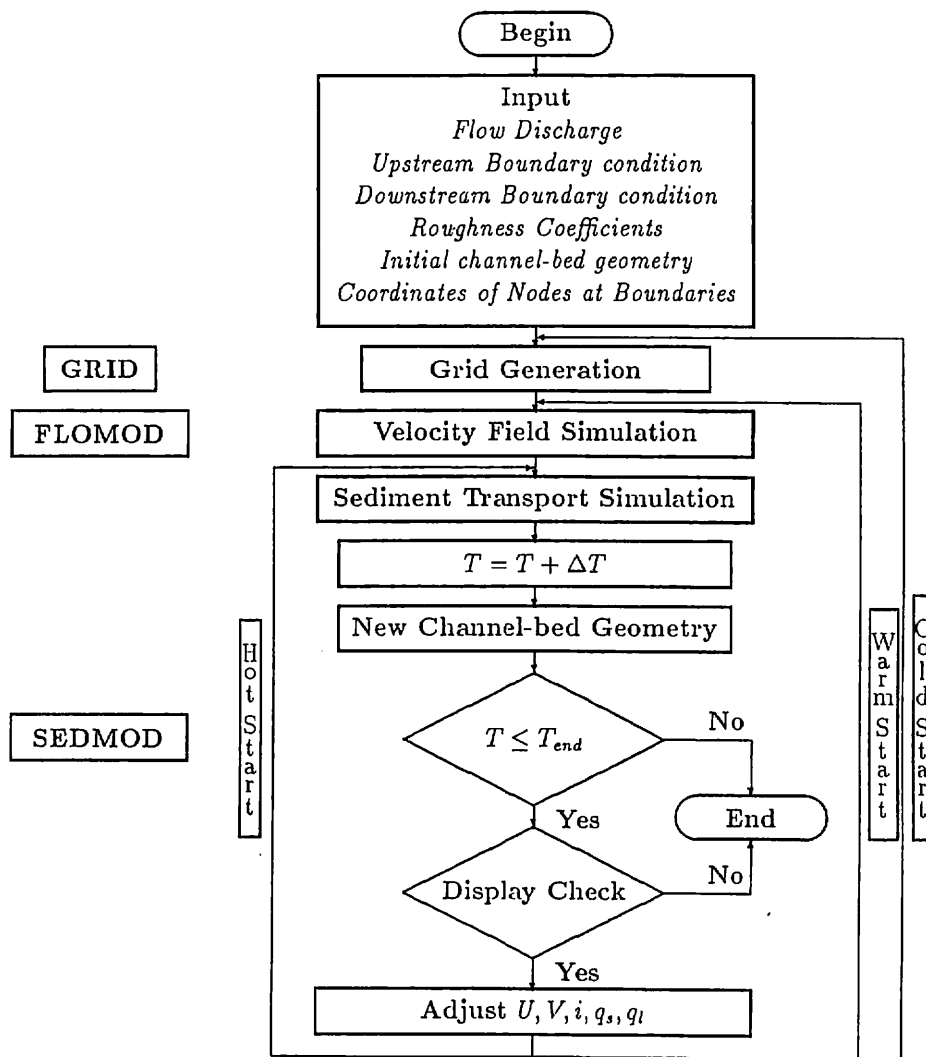 Begin
Input
Flow Discharge
Upstream Boundary condition
Downstream Boundary condition
Roughness Coefficients
Initial channel-bed geometry
Coordinates of Nodes at Boundaries
GRID
Grid Generation
FLOMOD
Velocity Field Simulation
Sediment Transport Simulation
T = T + ΔT
New Channel-bed Geometry
Hot Start
Warm Start
Cold Start
SEDMOD
T ≤ T_end
No
Yes
End
Display Check
No
Yes
Adjust U, V, i, q_s, q_l